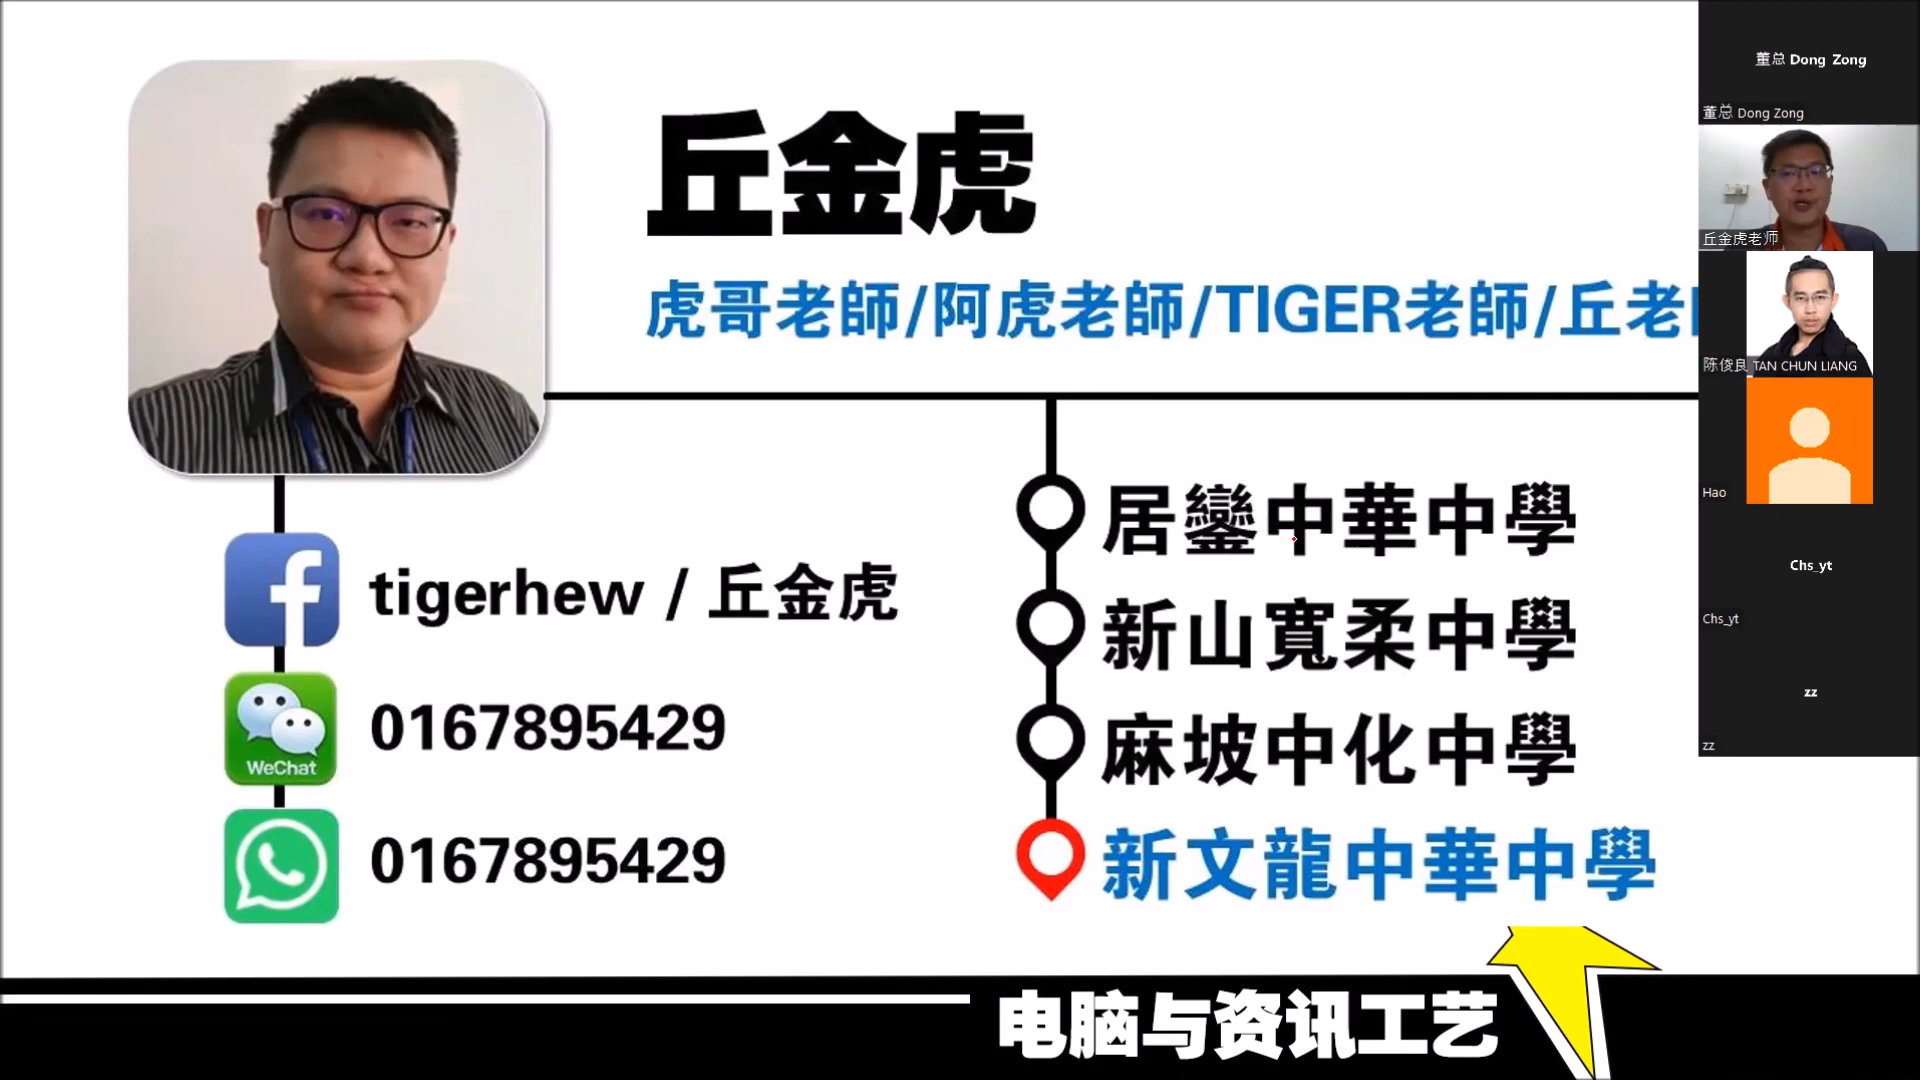 丘金虎
虎哥老師/阿虎老師/TIGER老師/丘老
tigerhew / 丘金虎
WeChat
0167895429
0167895429
居鑾中華中學
新山寬柔中學
麻坡中化中學
新文龍中華中學
电脑与资讯工艺
董总 Dong Zong
董总 Dong Zong
丘金虎老师
陈俊良 TAN CHUN LIANG
Hao
Chs_yt
Chs_yt
zz
zz